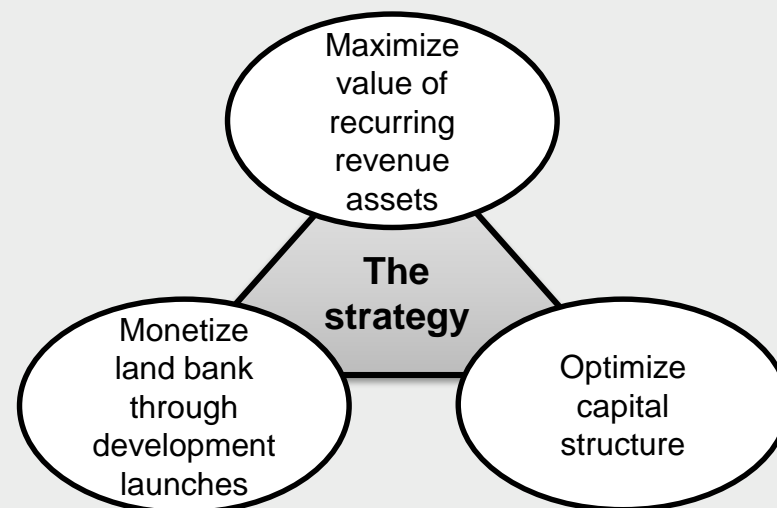 Maximize
value of
recurring
revenue
assets
The
strategy
Monetize
land bank
through
development
launches
Optimize
capital
structure